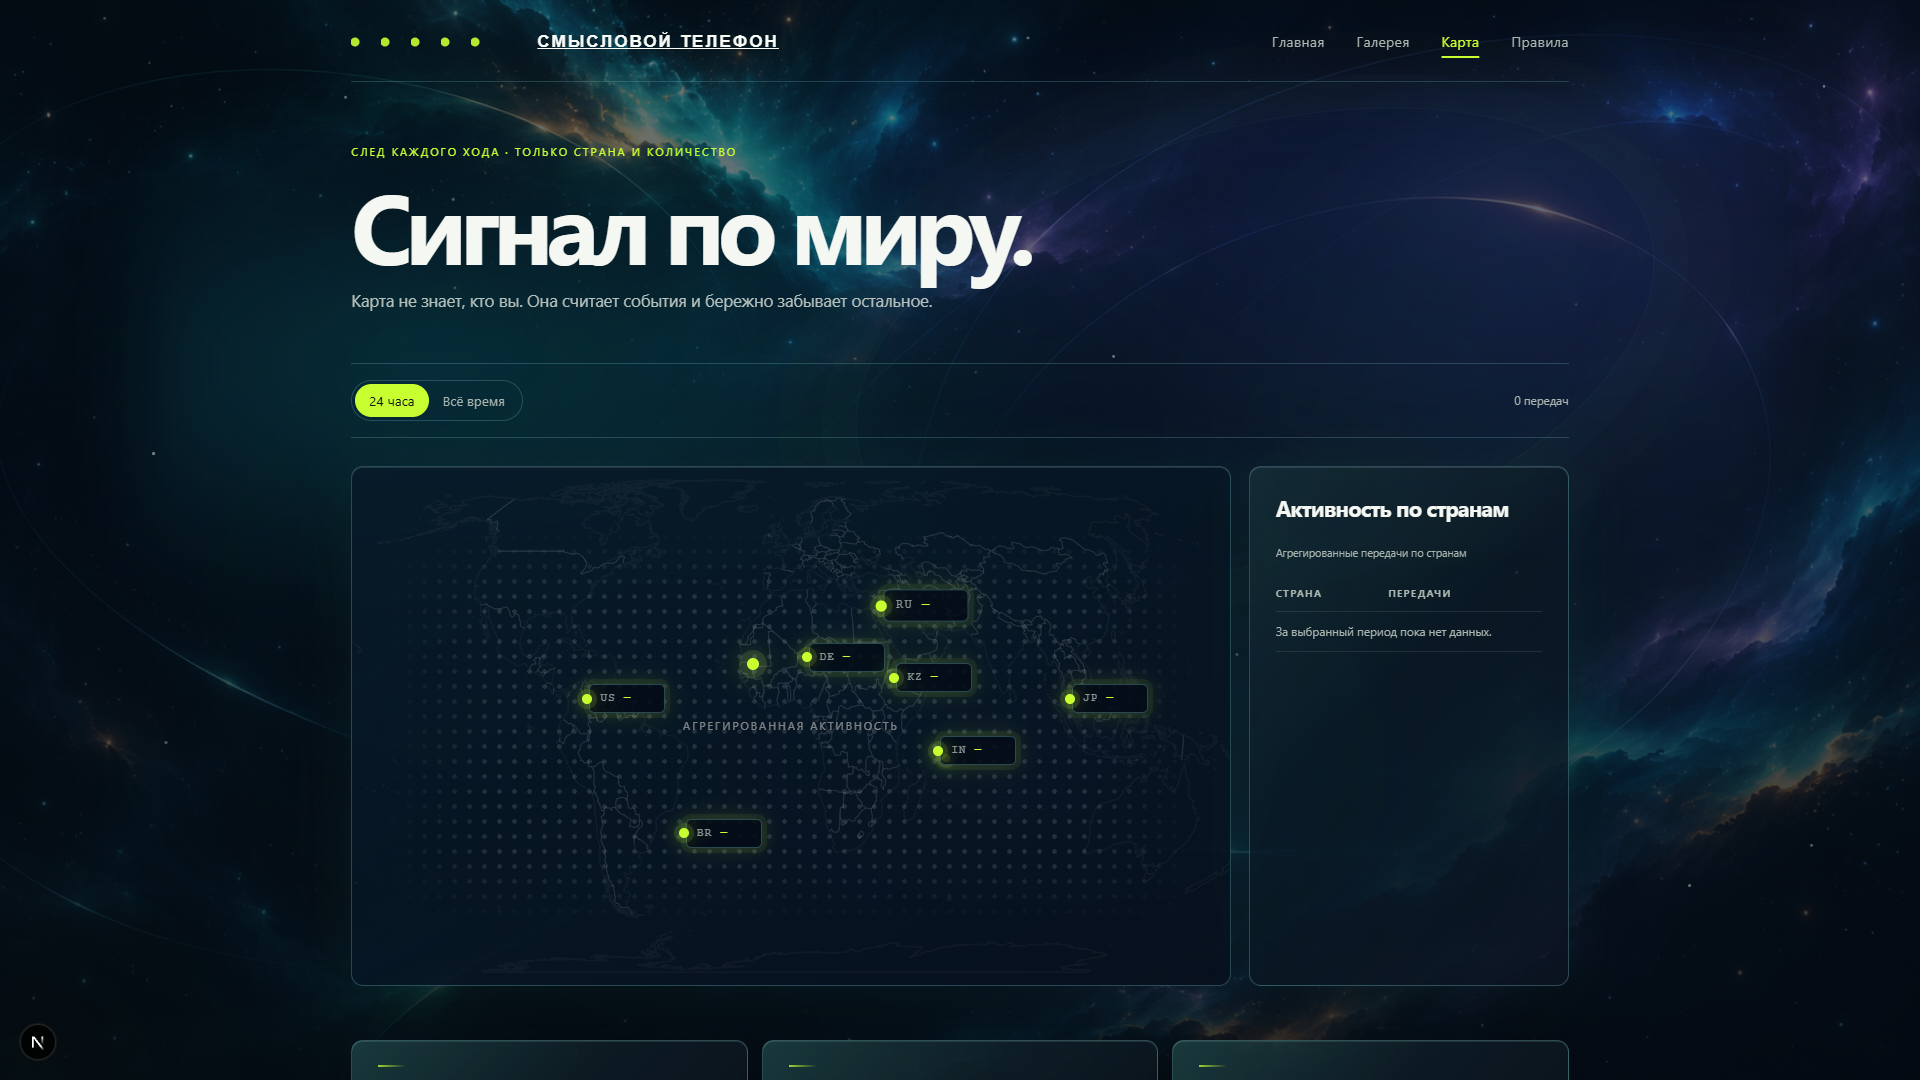 СМЫСЛОВОЙ ТЕЛЕФОН
Главная
Галерея
Карта
Правила
СЛЕД КАЖДОГО ХОДА · ТОЛЬКО СТРАНА И КОЛИЧЕСТВО
Сигнал по миру.
Карта не знает, кто вы. Она считает события и бережно забывает остальное.
24 часа
Всё время
0 передач
RU —
DE —
KZ —
US —
JP —
АГРЕГИРОВАННАЯ АКТИВНОСТЬ
IN —
BR —
Активность по странам
Агрегированные передачи по странам
СТРАНА ПЕРЕДАЧИ
За выбранный период пока нет данных.
N